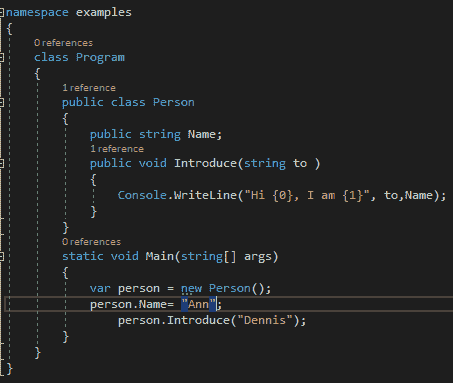 namespace examples
{
0 references
class Program
{
1 reference
public class Person
{
public string Name;
1 reference
public void Introduce(string to )
{
Console.WriteLine("Hi {0}, I am {1}", to,Name);
}
}
0 references
static void Main(string[] args)
{
var person = new Person();
person.Name= "Ann";
person.Introduce("Dennis");
}
}
}